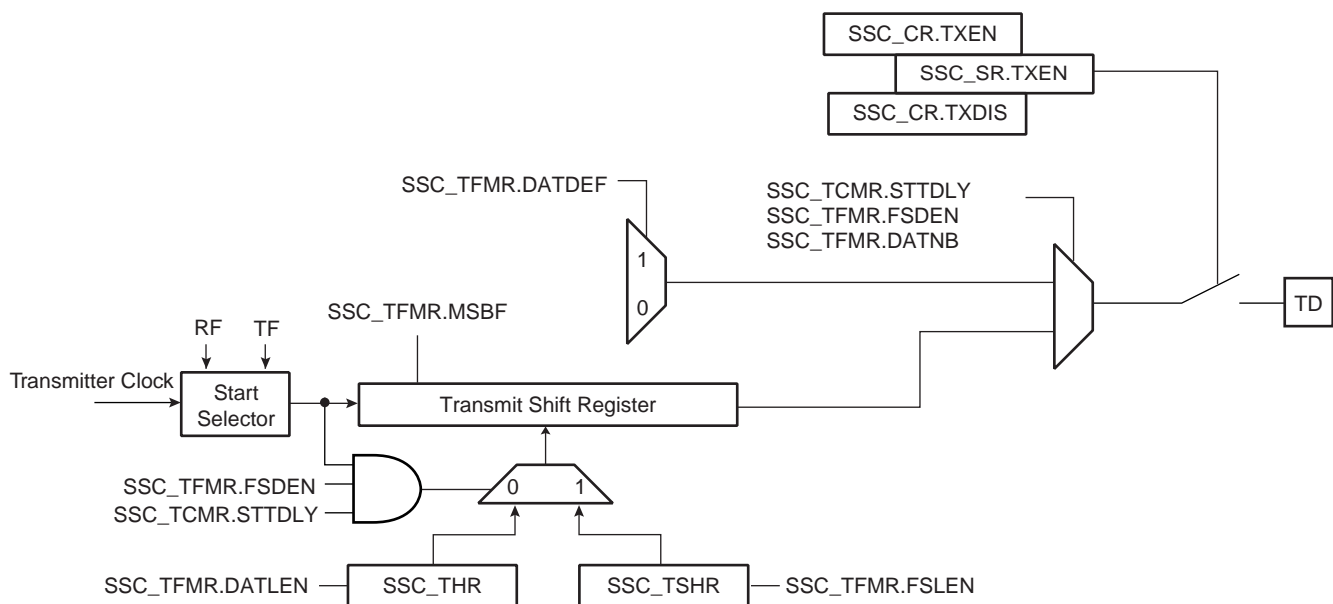 SSC_CR.TXEN
SSC_SR.TXEN
SSC_CR.TXDIS
SSC_TFMR.DATDEF
SSC_TCMR.STTDLY
SSC_TFMR.FSDEN
SSC_TFMR.DATNB
1
0
TD
SSC_TFMR.MSBF
RF
TF
Transmitter Clock
Start
Selector
Transmit Shift Register
SSC_TFMR.FSDEN
SSC_TCMR.STTDLY
0
1
SSC_TFMR.DATLEN
SSC_THR
SSC_TSHR
SSC_TFMR.FSLEN